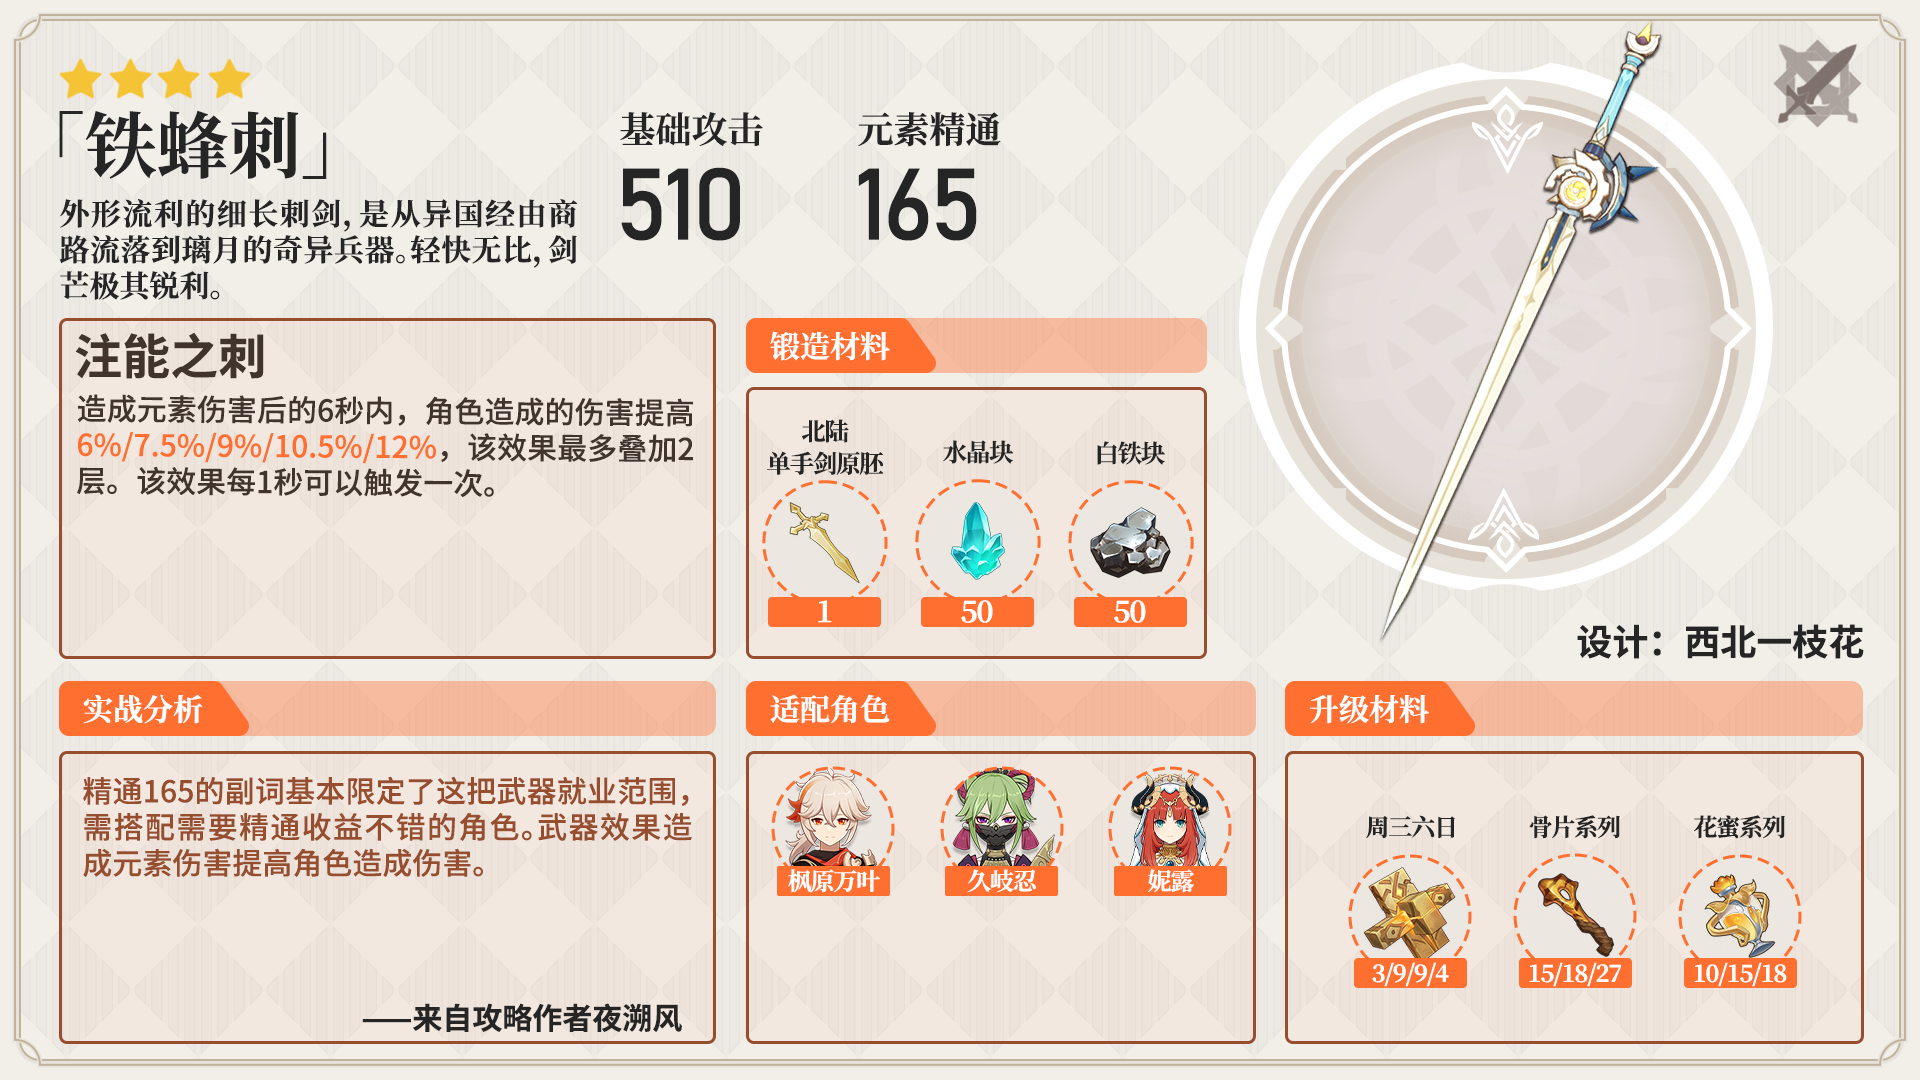 「铁蜂刺」
外形流利的细长刺剑，是从异国经由商
路流落到璃月的奇异兵器。轻快无比，剑
芒极其锐利。
基础攻击
510
元素精通
165
注能之刺
造成元素伤害后的6秒内，角色造成的伤害提高
6%/7.5%/9%/10.5%/12%，该效果最多叠加2
层。该效果每1秒可以触发一次。
锻造材料
北陆
单手剑原胚
1
水晶块
50
白铁块
50
设计：西北一枝花
实战分析
精通165的副词基本限定了这把武器就业范围，
需搭配需要精通收益不错的角色。武器效果造
成元素伤害提高角色造成伤害。
——来自攻略作者夜溯风
适配角色
枫原万叶
久岐忍
妮露
升级材料
周三六日
3/9/9/4
骨片系列
15/18/27
花蜜系列
10/15/18